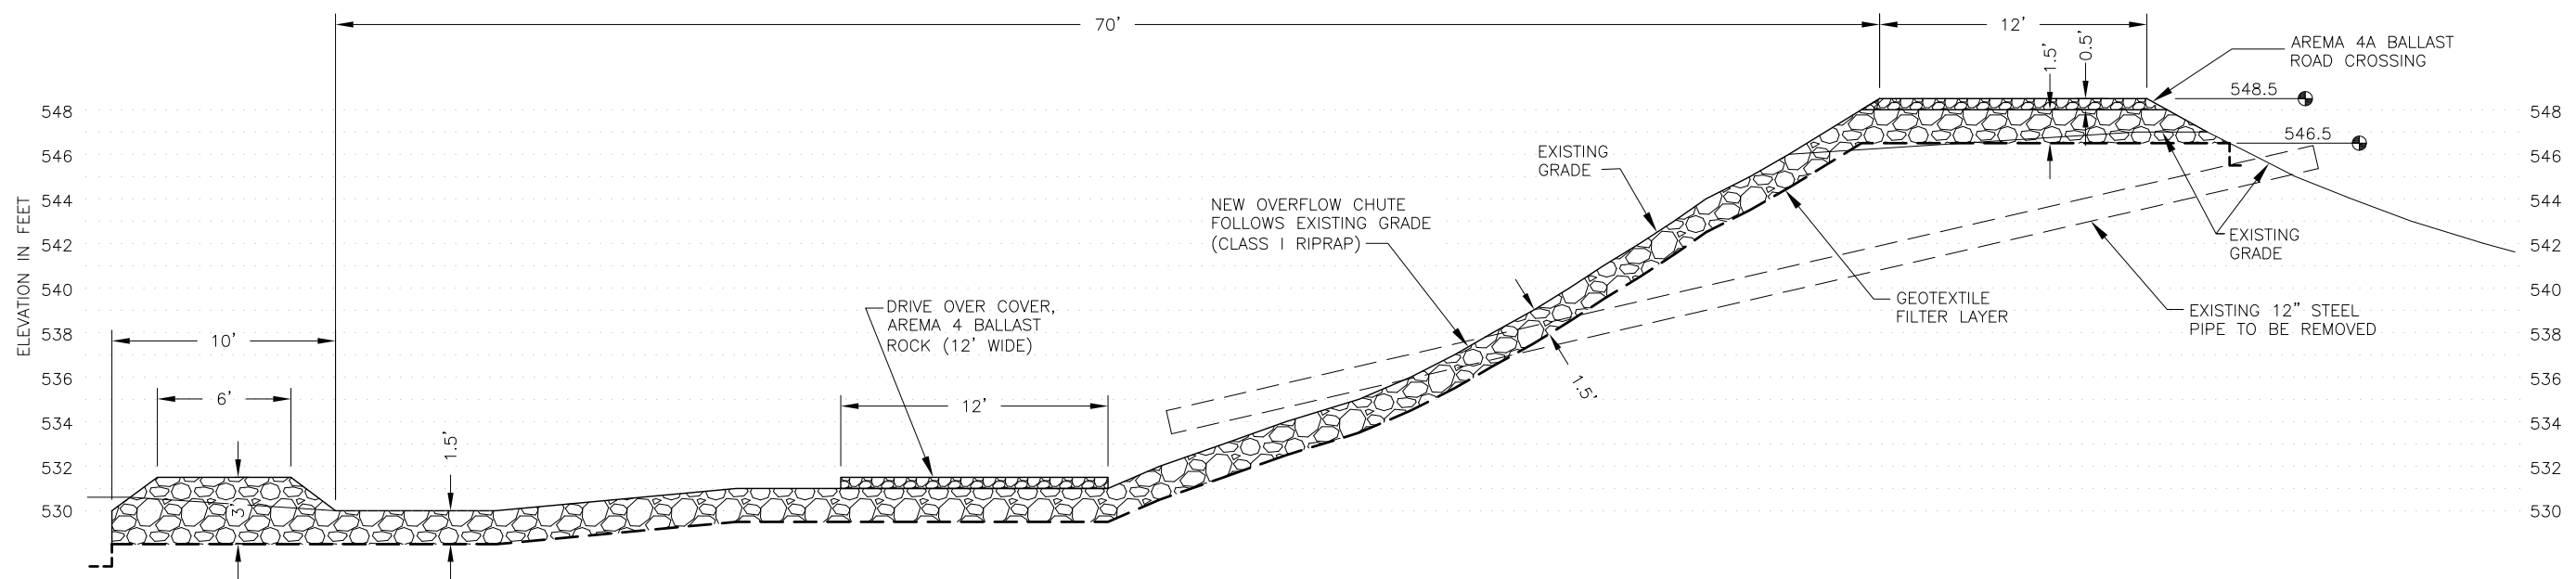 70'
12'
AREMA 4A BALLAST
ROAD CROSSING
1.5'
0.5'
548.5
546.5
548
546
544
542
540
538
536
534
532
530
ELEVATION IN FEET
EXISTING
GRADE
NEW OVERFLOW CHUTE
FOLLOWS EXISTING GRADE
(CLASS I RIPRAP)
EXISTING
GRADE
GEOTEXTILE
FILTER LAYER
EXISTING 12" STEEL
PIPE TO BE REMOVED
DRIVE OVER COVER,
AREMA 4 BALLAST
ROCK (12' WIDE)
10'
6'
12'
1.5'
1.5'
3'
548
546
544
542
540
538
536
534
532
530